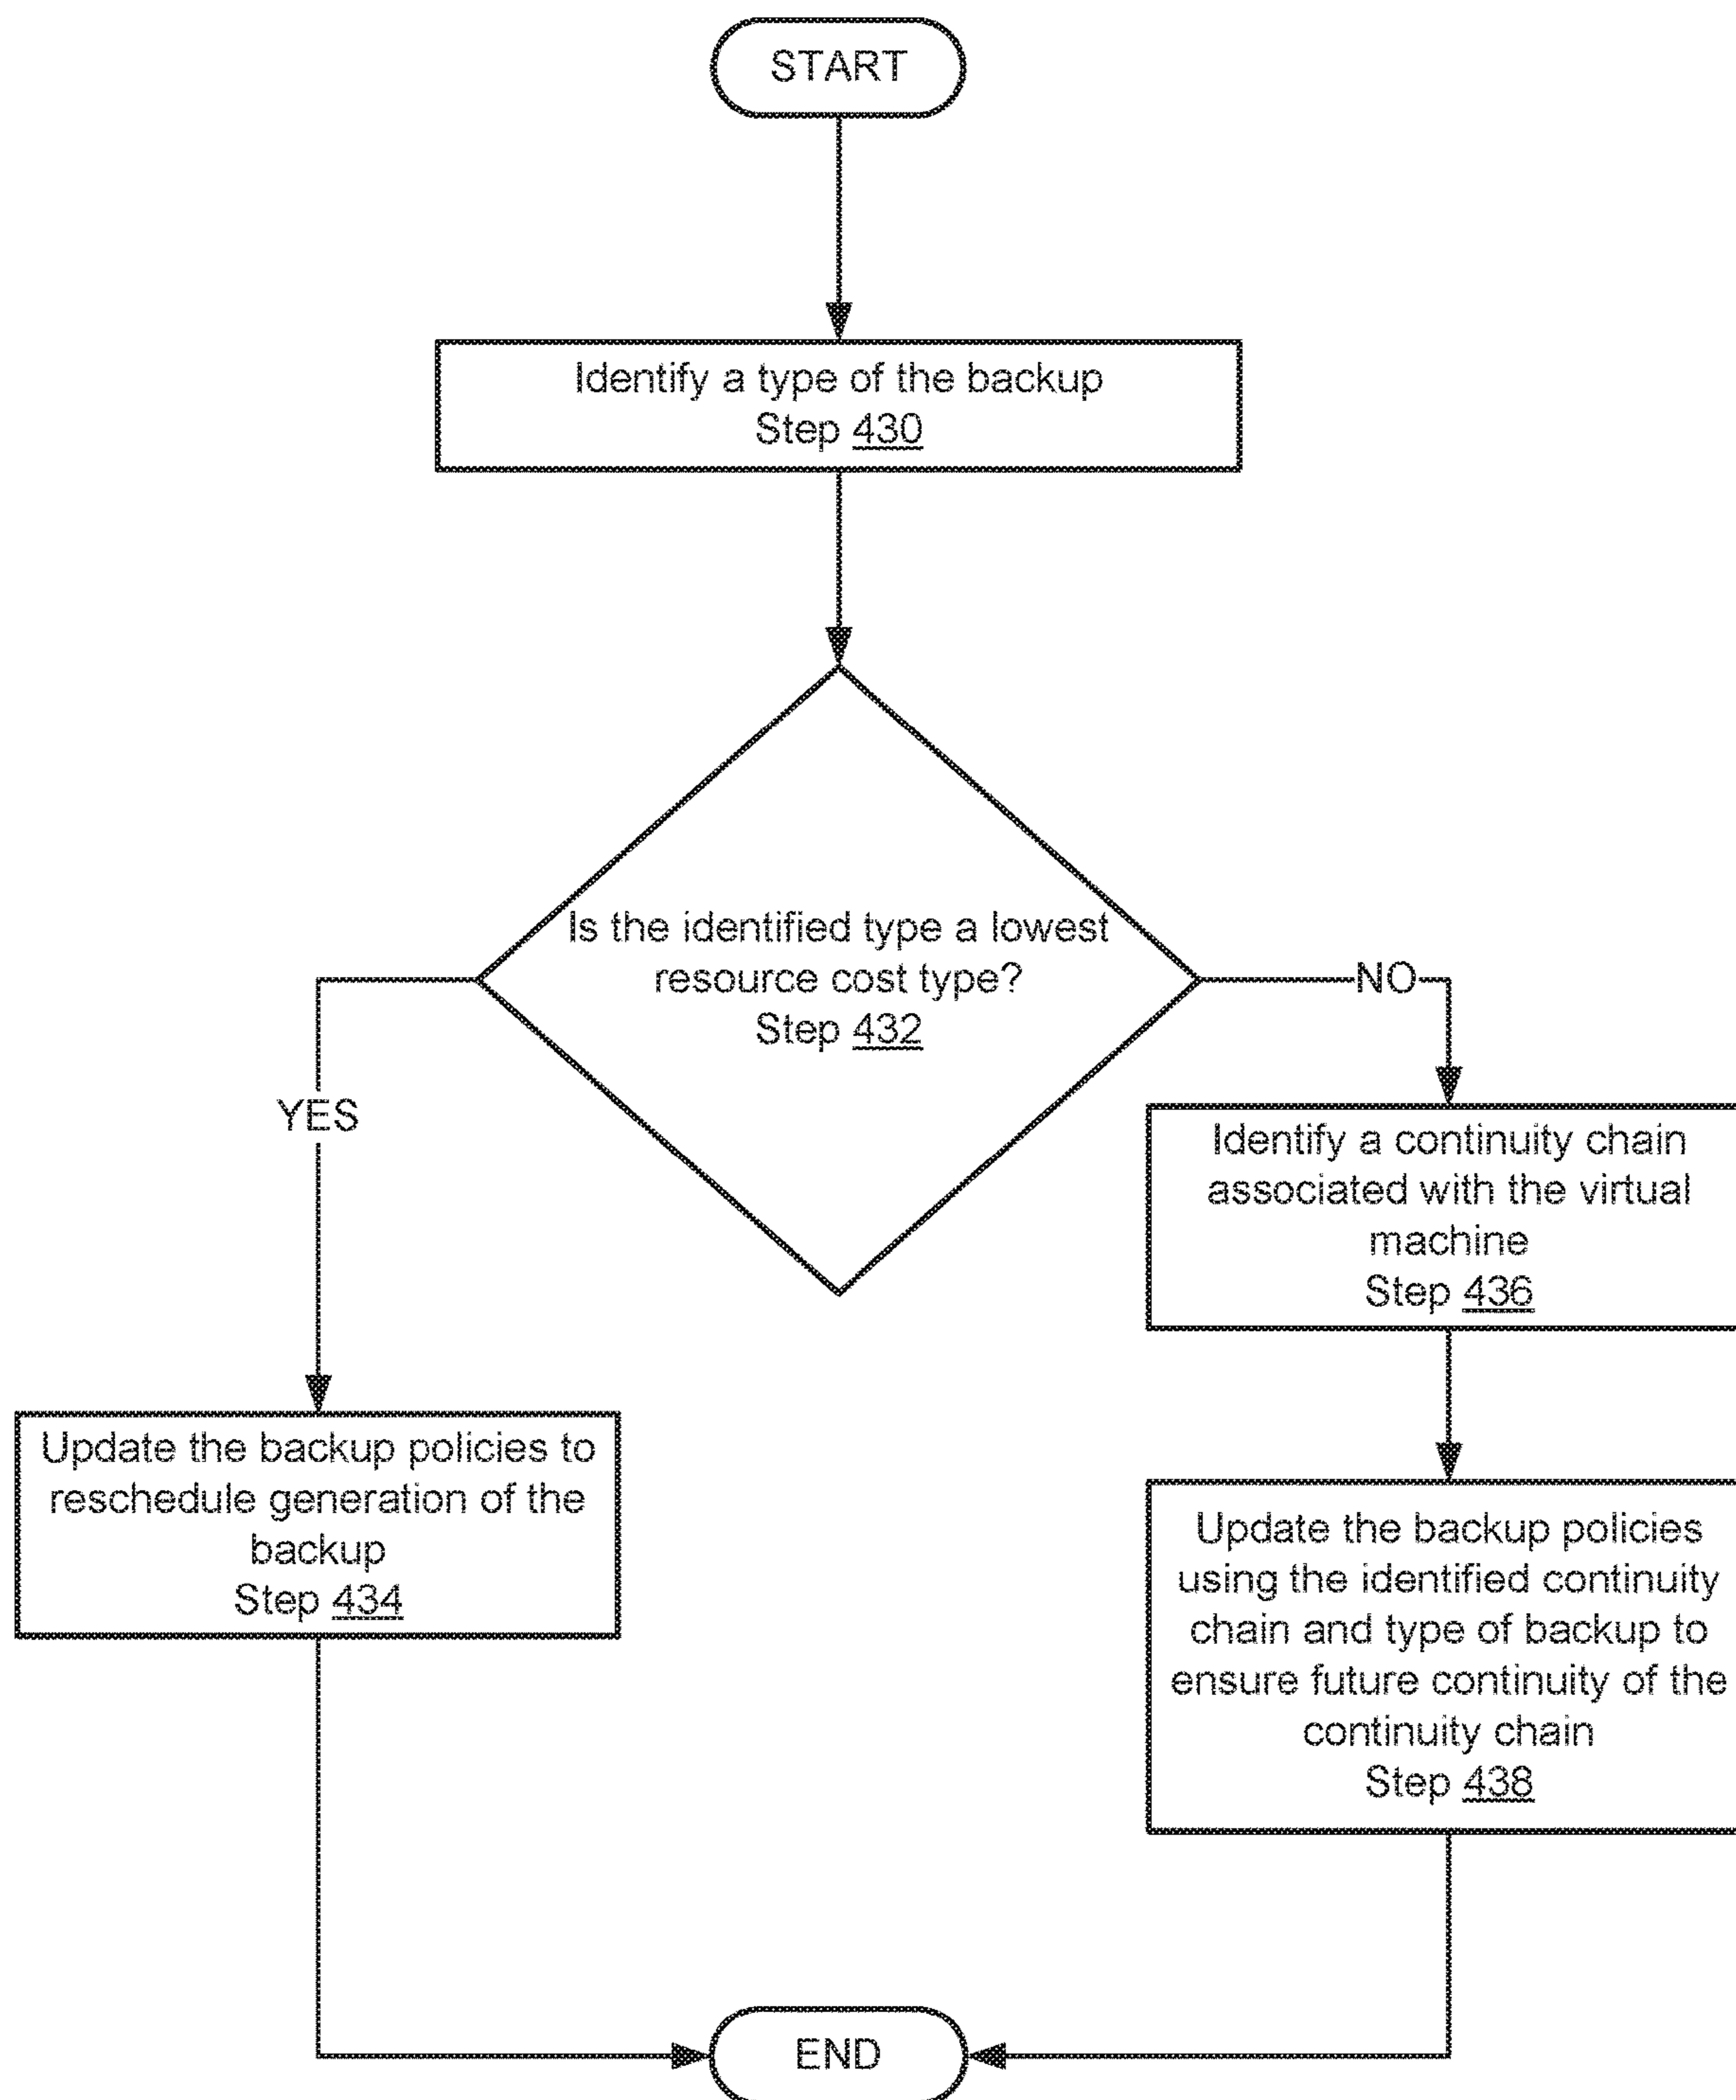 START
Identify a type of the backup
Step 430
Is the identified type a lowest
resource cost type?
Step 432
NO
YES
Identify a continuity chain
associated with the virtual
machine
Step 436
Update the backup policies to
reschedule generation of the
backup
Step 434
Update the backup policies
using the identified continuity
chain and type of backup to
ensure future continuity of the
continuity chain
Step 438
END